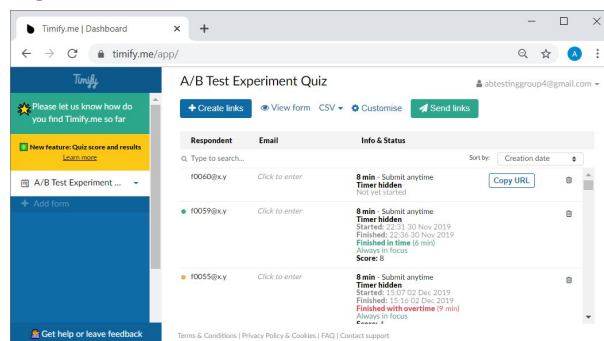 Timify.me | Dashboard
timify.me/app/
A
Timify
Please let us know how do
you find Timify.me so far
New feature: Quiz score and results
Learn more
A/B Test Experiment ...
+ Add form
Get help or leave feedback
A/B Test Experiment Quiz
abtestinggroup4@gmail.com
+ Create links View form CSV Customise Send links
Respondent Email Info & Status
Type to search... Sort by: Creation date
f0060@x.y Click to enter 8 min - Submit anytime Copy URL
Timer hidden
Not yet started
f0059@x.y Click to enter 8 min - Submit anytime
Timer hidden
Started: 22:31 30 Nov 2019
Finished: 22:36 30 Nov 2019
Finished in time (6 min)
Always in focus
Score: 8
f0055@x.y Click to enter 8 min - Submit anytime
Timer hidden
Started: 15:07 02 Dec 2019
Finished: 15:16 02 Dec 2019
Finished with overtime (9 min)
Always in focus
Terms & Conditions | Privacy Policy & Cookies | FAQ | Contact support